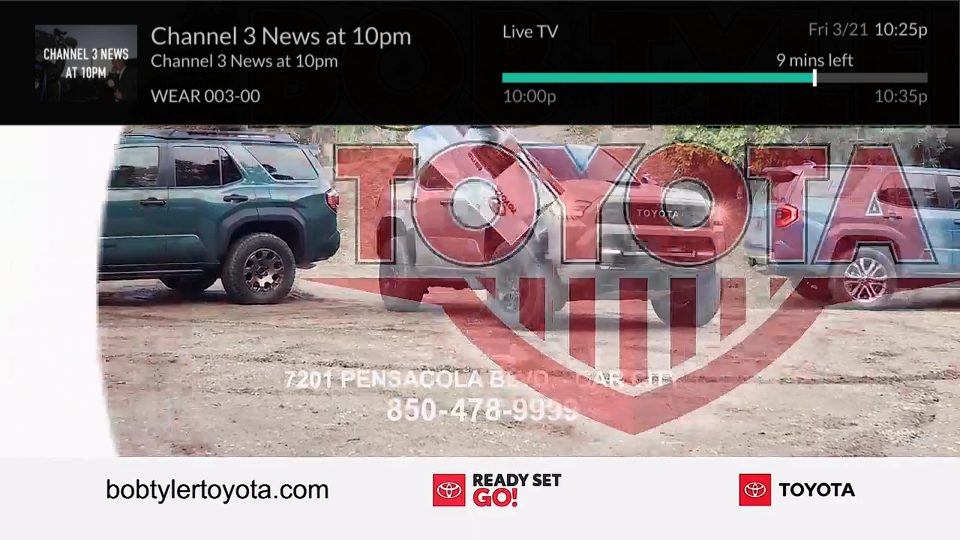 CHANNEL 3 NEWS
AT 10PM
Channel 3 News at 10pm
Channel 3 News at 10pm
WEAR 003-00
Live TV
Fri 3/21 10:25p
9 mins left
10:00p
10:35p
TOYOTA
TOYOTA
7201 PENSACOLA BLVD. - CAR CITY
850-478-9999
bobtylertoyota.com
READY SET
GO!
TOYOTA